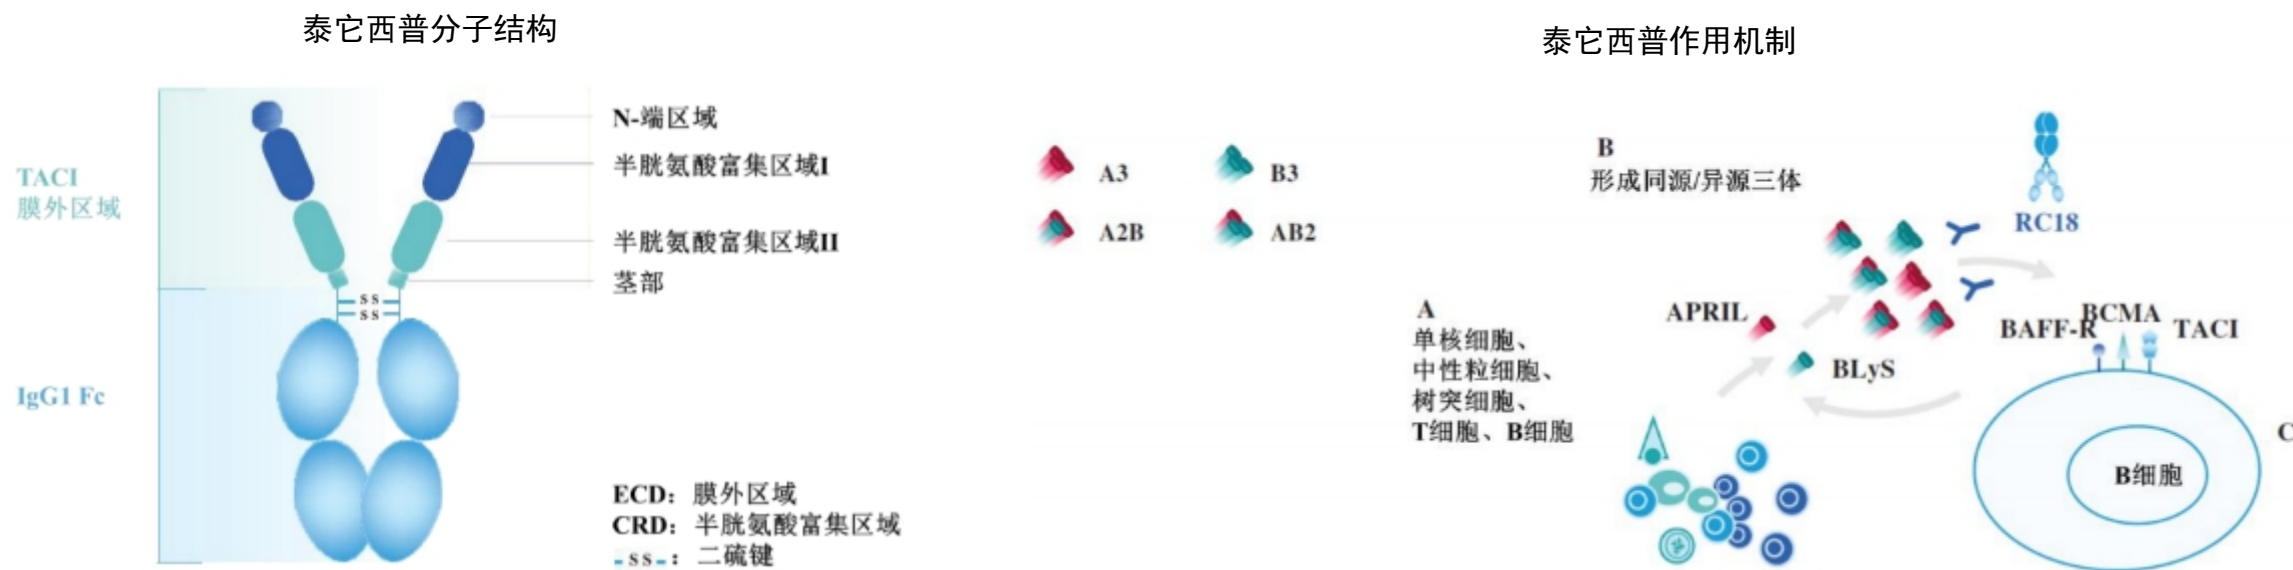 泰它西普分子结构
泰它西普作用机制
TACI
膜外区域
IgG1 Fc
N-端区域
半胱氨酸富集区域I
半胱氨酸富集区域II
茎部
s s
s s
ECD：膜外区域
CRD：半胱氨酸富集区域
-ss-：二硫键
A3
B3
A2B
AB2
B
形成同源/异源三体
RC18
A
单核细胞、
中性粒细胞、
树突细胞、
T细胞、B细胞
APRIL
BLyS
BAFF-R
BCMA
TACI
B细胞
C